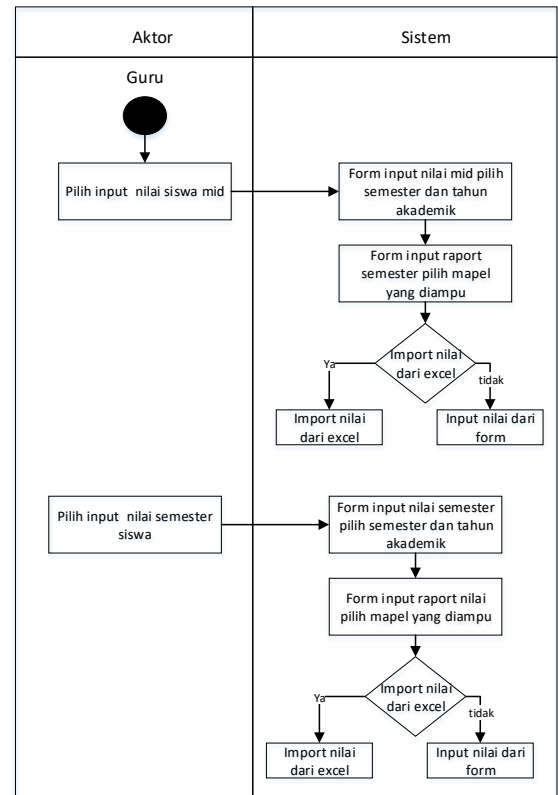 Aktor
Sistem
Guru
Pilih input nilai siswa mid
Form input nilai mid pilih
semester dan tahun
akademik
Form input raport
semester pilih mapel
yang diampu
Import nilai
dari excel
Ya
tidak
Import nilai
dari excel
Input nilai dari
form
Pilih input nilai semester
siswa
Form input nilai semester
pilih semester dan tahun
akademik
Form input raport nilai
pilih mapel yang diampu
Import nilai
dari excel
Ya
tidak
Import nilai
dari excel
Input nilai dari
form